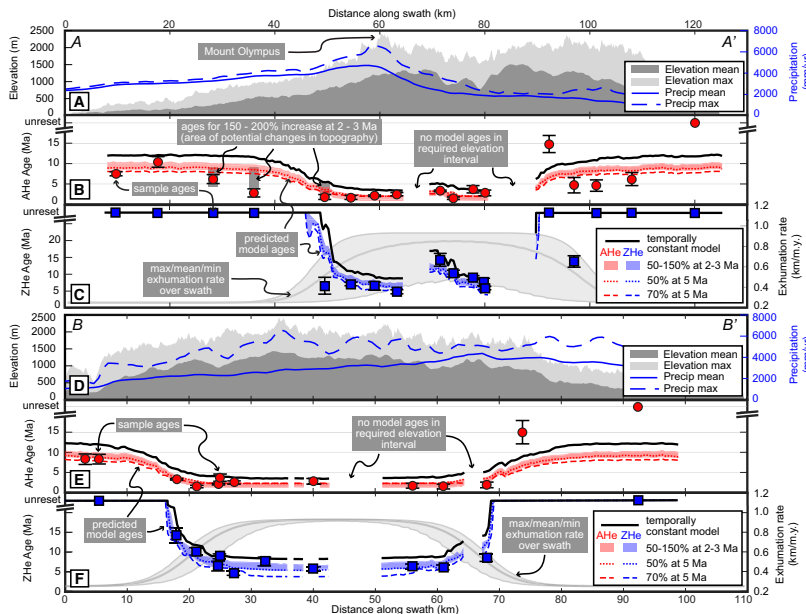 Distance along swath (km)
0 20 40 60 80 100 120
A A'
Mount Olympus
Elevation (m)
2500
2000
1500
1000
500
0
8000
6000
4000
2000
0
Precipitation
Elevation mean
Elevation max
Precip mean
Precip max
A
unreset
ages for 150 - 200% increase at 2 - 3 Ma
(area of potential changes in topography)
no model ages in
required elevation
interval
AHe Age (Ma)
15
10
5
0
sample ages
B
unreset
predicted
model ages
max/mean/min
exhumation rate
over swath
ZHe Age (Ma)
20
15
10
5
0
1.2
1.0
0.8
0.6
0.4
0.2
Exhumation rate
(km/m.y.)
AHe ZHe
temporally
constant model
50-150% at 2-3 Ma
50% at 5 Ma
70% at 5 Ma
C
B B'
Elevation (m)
2500
2000
1500
1000
500
0
8000
6000
4000
2000
0
Precipitation
Elevation mean
Elevation max
Precip mean
Precip max
D
unreset
sample ages
no model ages in
required elevation
interval
AHe Age (Ma)
15
10
5
0
E
unreset
predicted
model ages
max/mean/min
exhumation rate
over swath
ZHe Age (Ma)
20
15
10
5
0
1.2
1.0
0.8
0.6
0.4
0.2
Exhumation rate
(km/m.y.)
AHe ZHe
temporally
constant model
50-150% at 2-3 Ma
50% at 5 Ma
70% at 5 Ma
F
0 10 20 30 40 50 60 70 80 90 100 110
Distance along swath (km)